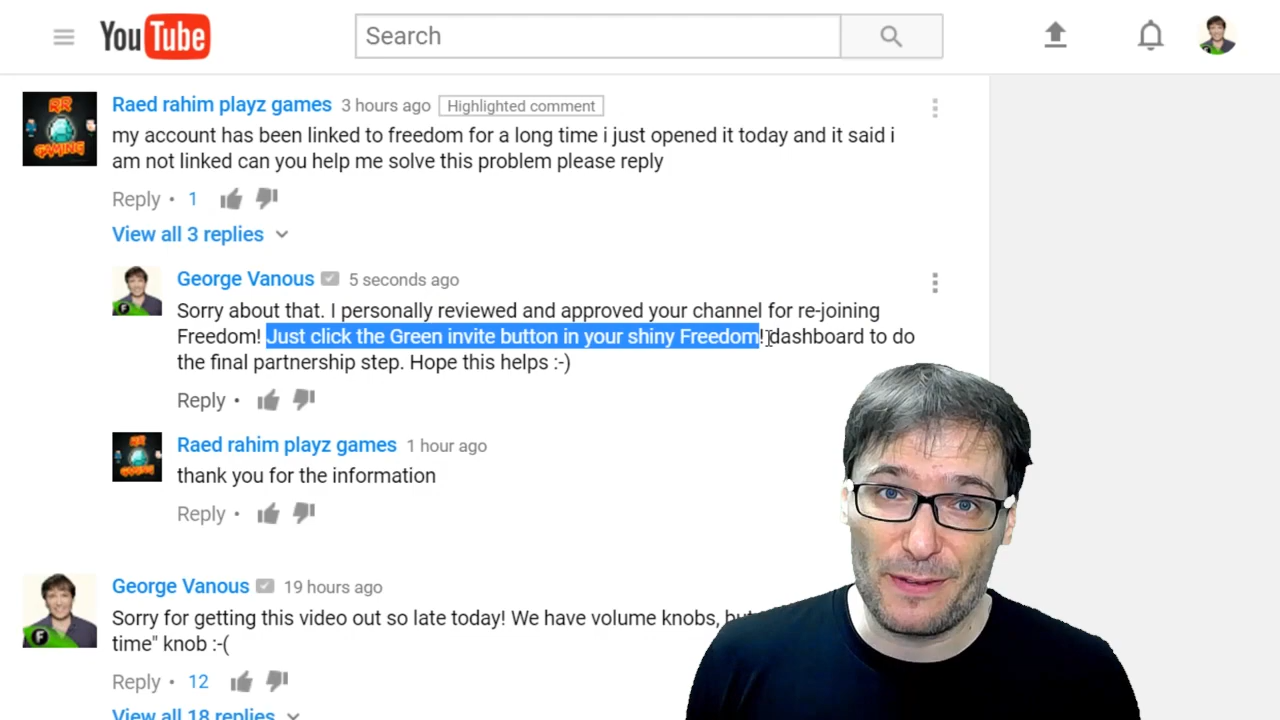 YouTube
Search
Raed rahim playz games 3 hours ago Highlighted comment
my account has been linked to freedom for a long time i just opened it today and it said i
am not linked can you help me solve this problem please reply
Reply • 1
View all 3 replies
George Vanous 5 seconds ago
Sorry about that. I personally reviewed and approved your channel for re-joining
Freedom! Just click the Green invite button in your shiny Freedom! dashboard to do
the final partnership step. Hope this helps :-)
Reply •
Raed rahim playz games 1 hour ago
thank you for the information
Reply •
George Vanous 19 hours ago
Sorry for getting this video out so late today! We have volume knobs,
time" knob :-(
Reply • 12
View all 18 replies
RR
GAMING
F